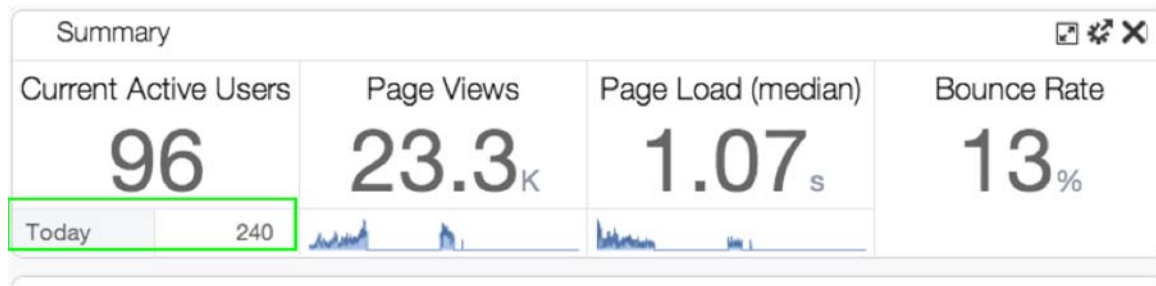 Summary
Current Active Users
96
Today 240
Page Views
23.3K
Page Load (median)
1.07s
Bounce Rate
13%